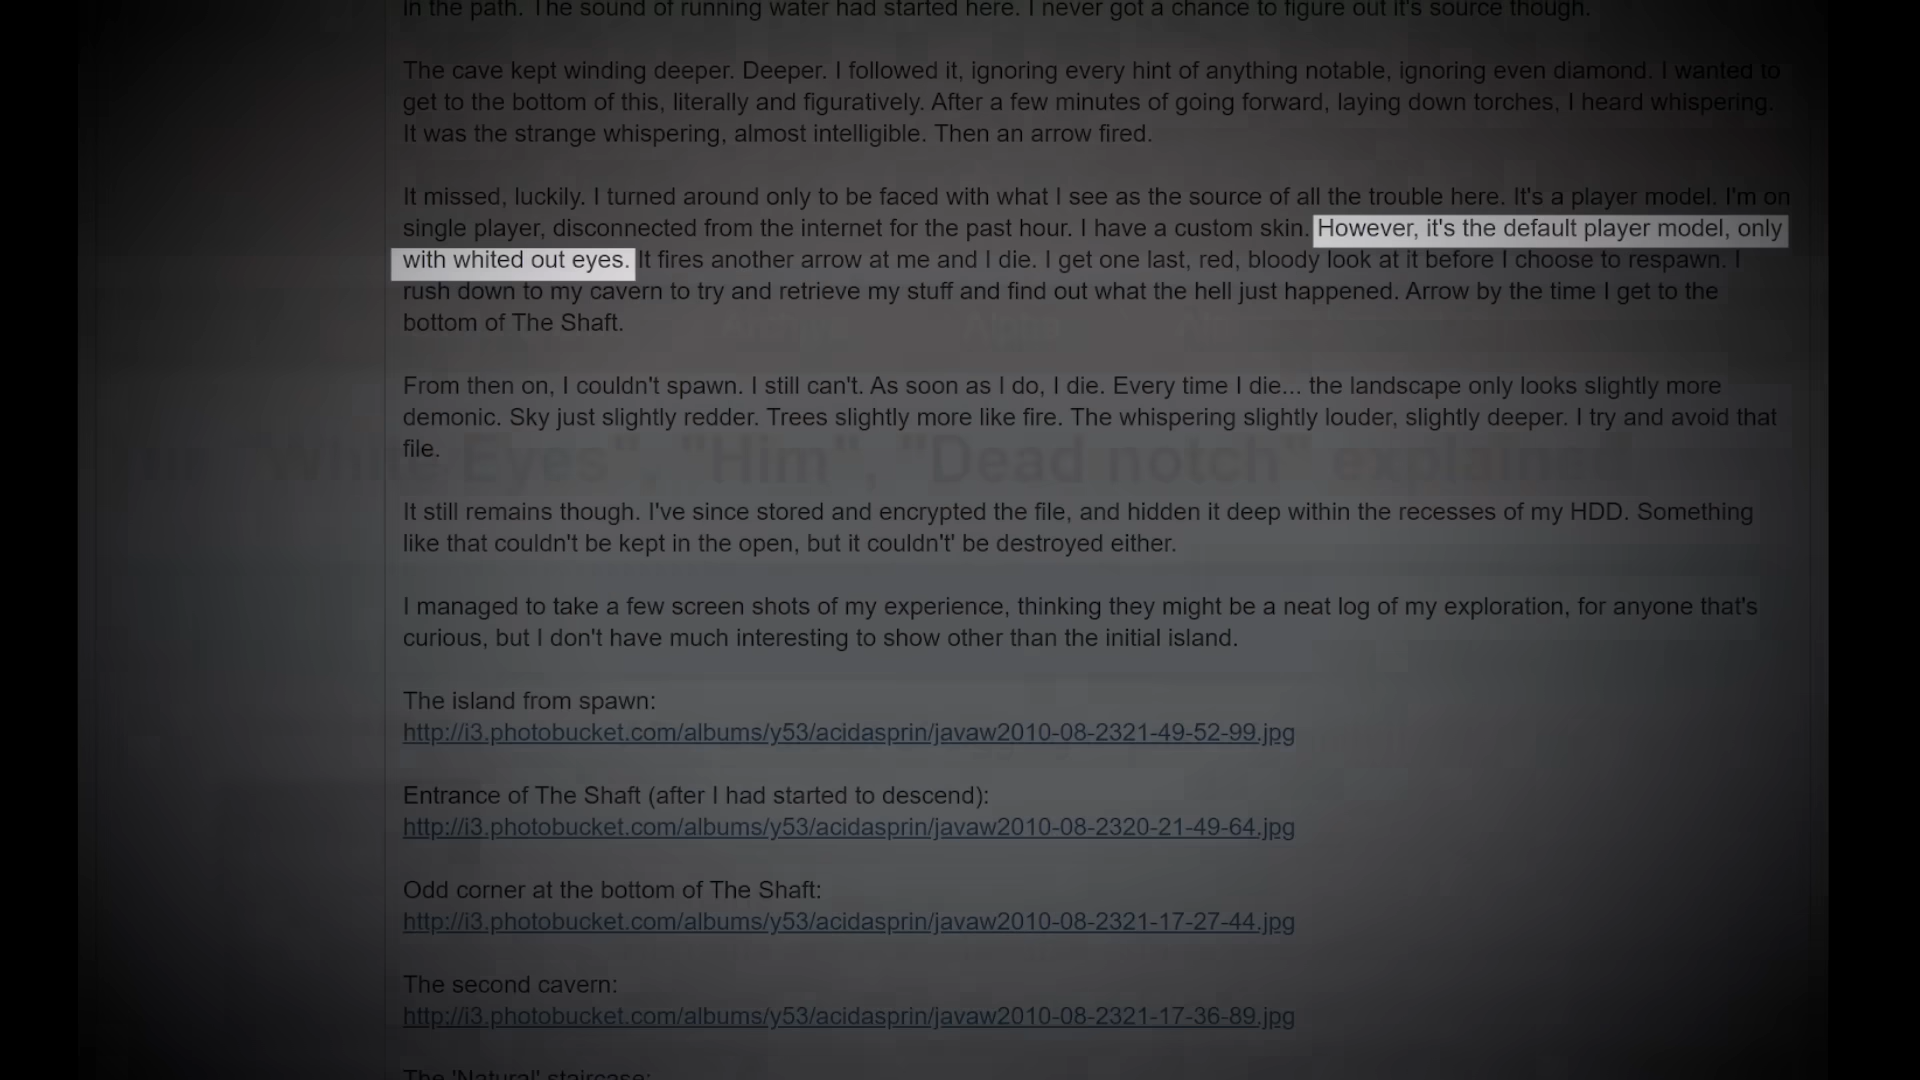 in the path. The sound of running water had started here. I never got a chance to figure out it's source though.
The cave kept winding deeper. Deeper. I followed it, ignoring every hint of anything notable, ignoring even diamond. I wanted to
get to the bottom of this, literally and figuratively. After a few minutes of going forward, laying down torches, I heard whispering.
It was the strange whispering, almost intelligible. Then an arrow fired.
It missed, luckily. I turned around only to be faced with what I see as the source of all the trouble here. It's a player model. I'm on
single player, disconnected from the internet for the past hour. I have a custom skin. However, it's the default player model, only
with whited out eyes. It fires another arrow at me and I die. I get one last, red, bloody look at it before I choose to respawn. I
rush down to my cavern to try and retrieve my stuff and find out what the hell just happened. Arrow by the time I get to the
bottom of The Shaft.
Archive Alpha
From then on, I couldn't spawn. I still can't. As soon as I do, I die. Every time I die... the landscape only looks slightly more
demonic. Sky just slightly redder. Trees slightly more like fire. The whispering slightly louder, slightly deeper. I try and avoid that
file.
"White Eyes", "Him", "Dead notch" explained
It still remains though. I've since stored and encrypted the file, and hidden it deep within the recesses of my HDD. Something
like that couldn't be kept in the open, but it couldn't' be destroyed either.
I managed to take a few screen shots of my experience, thinking they might be a neat log of my exploration, for anyone that's
curious, but I don't have much interesting to show other than the initial island.
The island from spawn:
http://i3.photobucket.com/albums/y53/acidasprin/javaw2010-08-2321-49-52-99.jpg
Entrance of The Shaft (after I had started to descend):
http://i3.photobucket.com/albums/y53/acidasprin/javaw2010-08-2320-21-49-64.jpg
Odd corner at the bottom of The Shaft:
http://i3.photobucket.com/albums/y53/acidasprin/javaw2010-08-2321-17-27-44.jpg
The second cavern:
http://i3.photobucket.com/albums/y53/acidasprin/javaw2010-08-2321-17-36-89.jpg
The 'Natural' staircase: